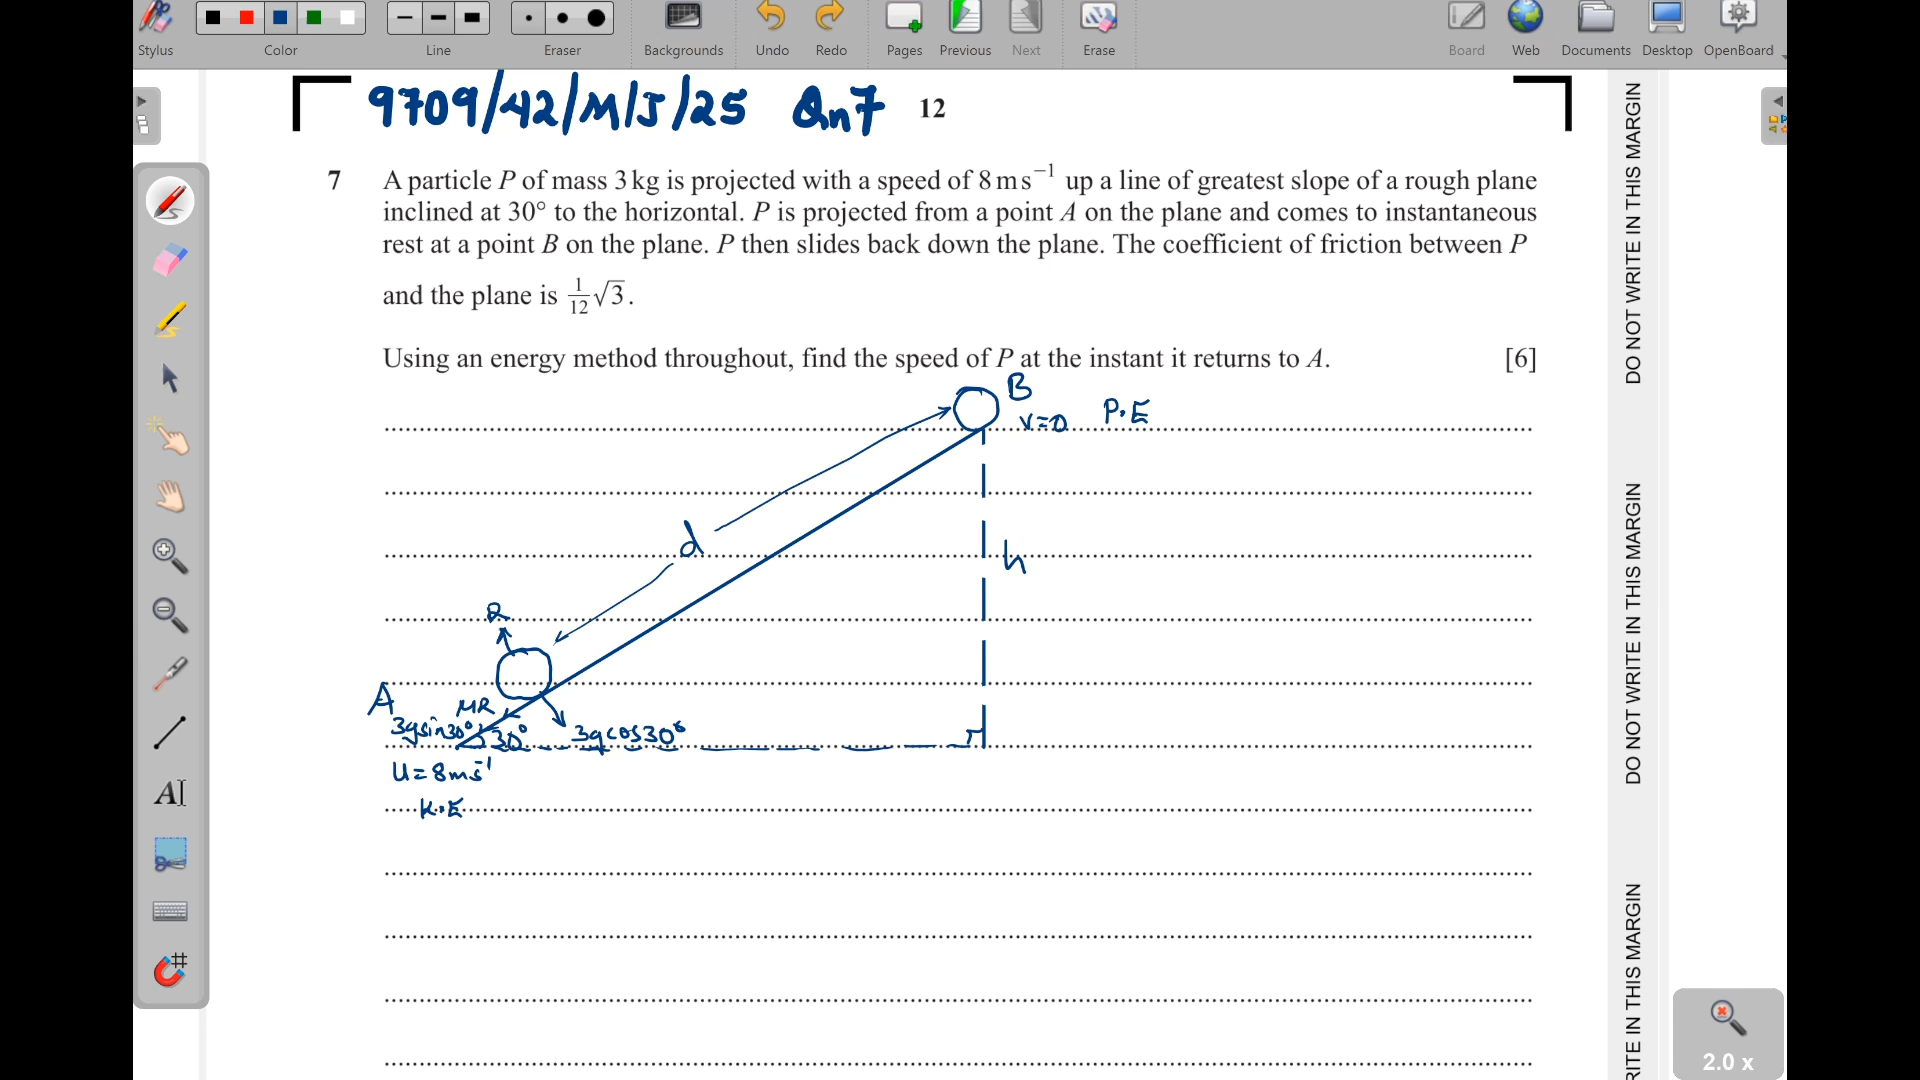 Stylus
Color
Line
Eraser
Backgrounds
Undo
Redo
Pages
Previous
Next
Erase
Board
Web
Documents
Desktop
OpenBoard
9709/42/M/J/25 Qn7 12
7 A particle P of mass 3 kg is projected with a speed of 8 m s⁻¹ up a line of greatest slope of a rough plane
inclined at 30° to the horizontal. P is projected from a point A on the plane and comes to instantaneous
rest at a point B on the plane. P then slides back down the plane. The coefficient of friction between P
and the plane is 1/12 √3.
Using an energy method throughout, find the speed of P at the instant it returns to A. [6]
B
v=0 P.E
d
h
R
A
μR
3gsin30° 30° 3gcos30°
U=8ms⁻¹
K.E
DO NOT WRITE IN THIS MARGIN
DO NOT WRITE IN THIS MARGIN
RITE IN THIS MARGIN
AI
2.0 x